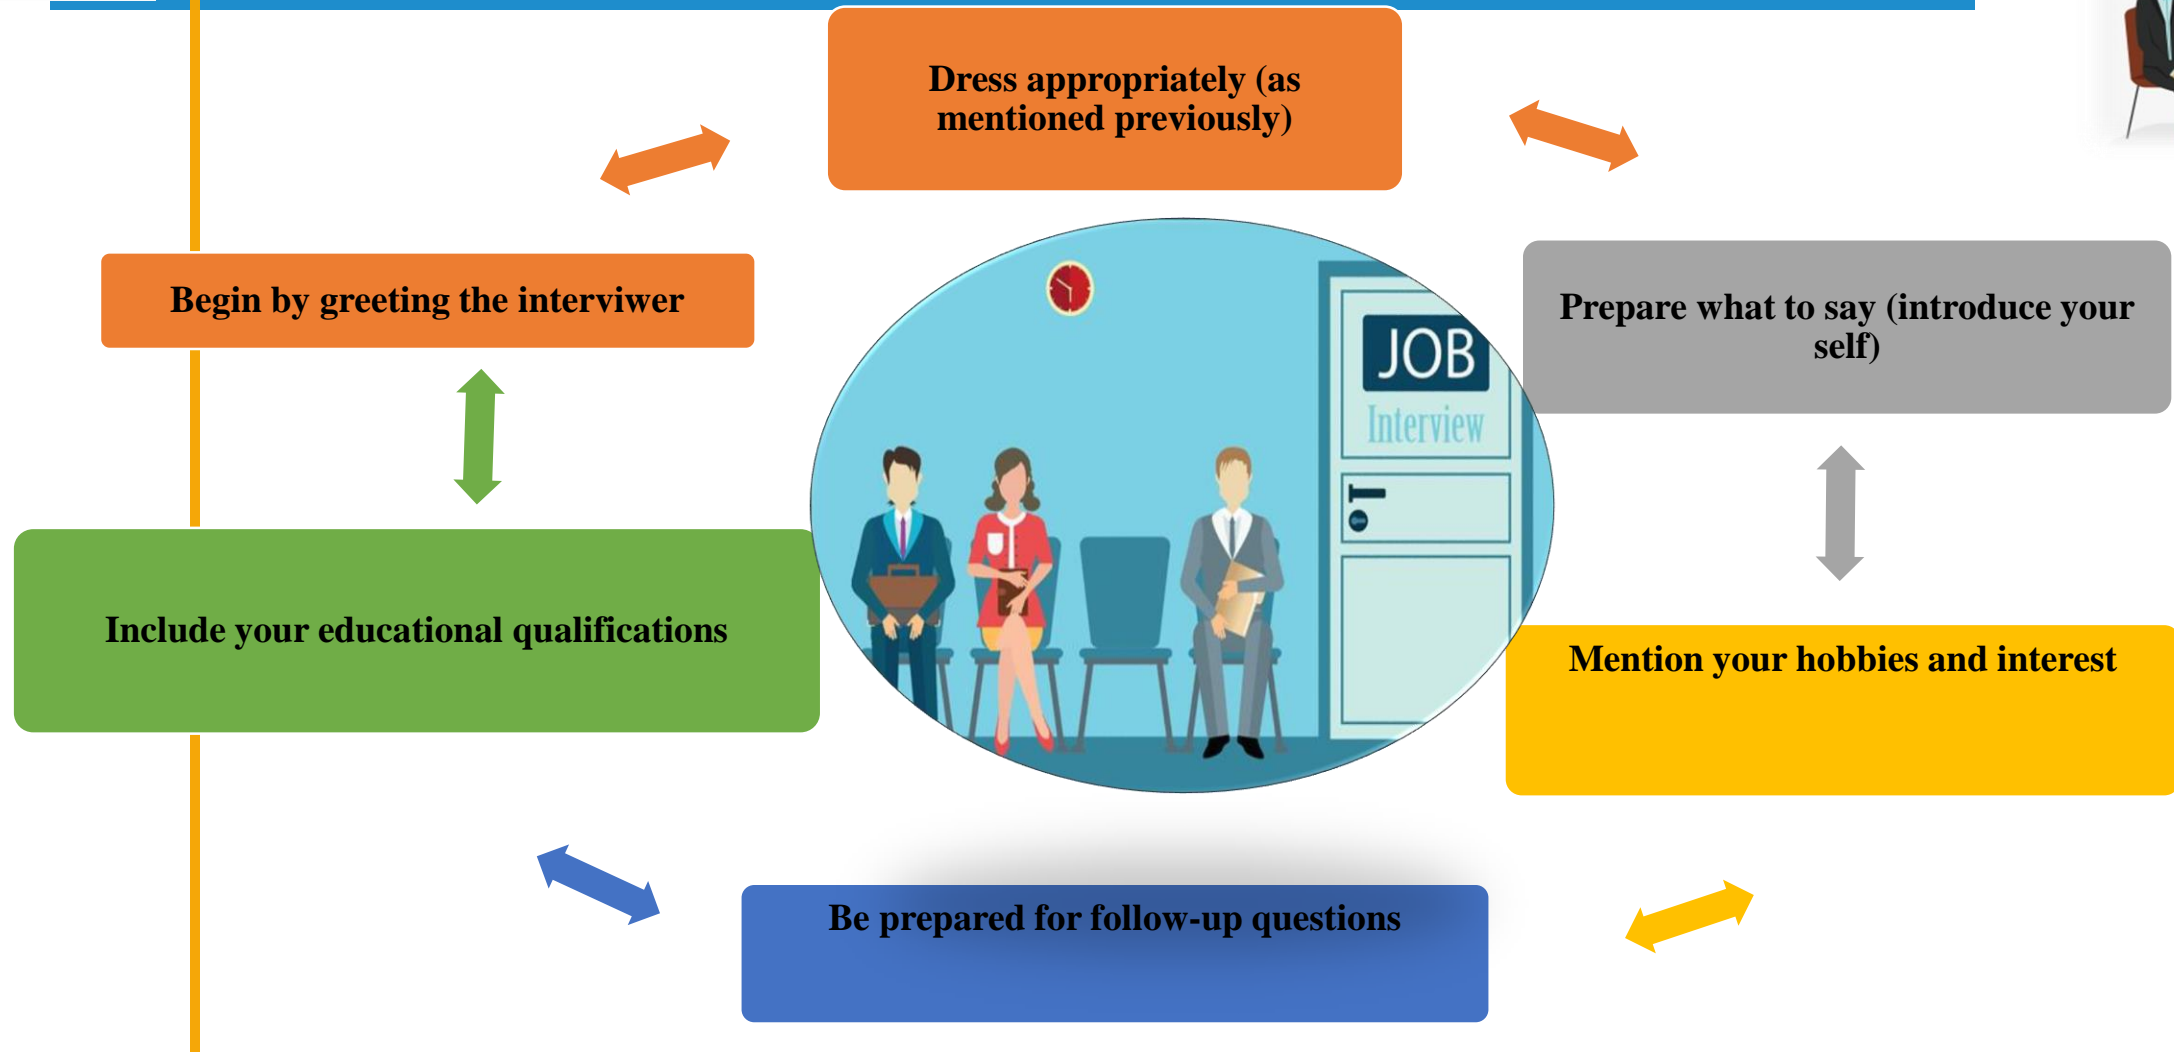 Dress appropriately (as
mentioned previously)
Begin by greeting the interviwer
Prepare what to say (introduce your
self)
JOB
Interview
Include your educational qualifications
Mention your hobbies and interest
Be prepared for follow-up questions